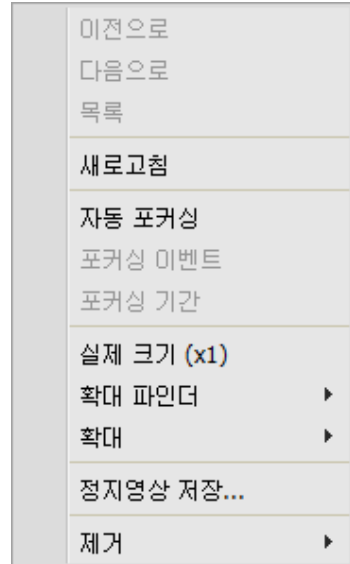 이전으로
다음으로
목록
새로고침
자동 포커싱
포커싱 이벤트
포커싱 기간
실제 크기 (x1)
확대 파인더
확대
정지영상 저장...
제거